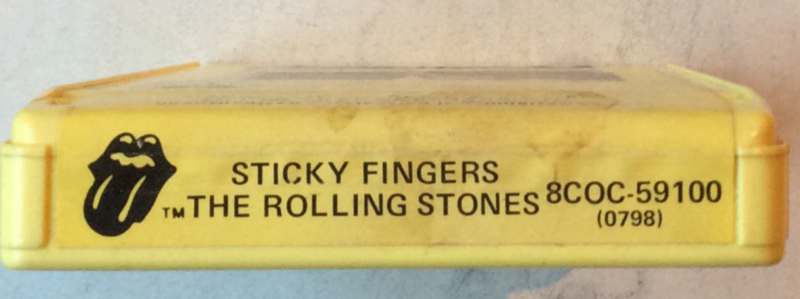 STICKY FINGERS
™THE ROLLING STONES
8COC-59100
(0798)